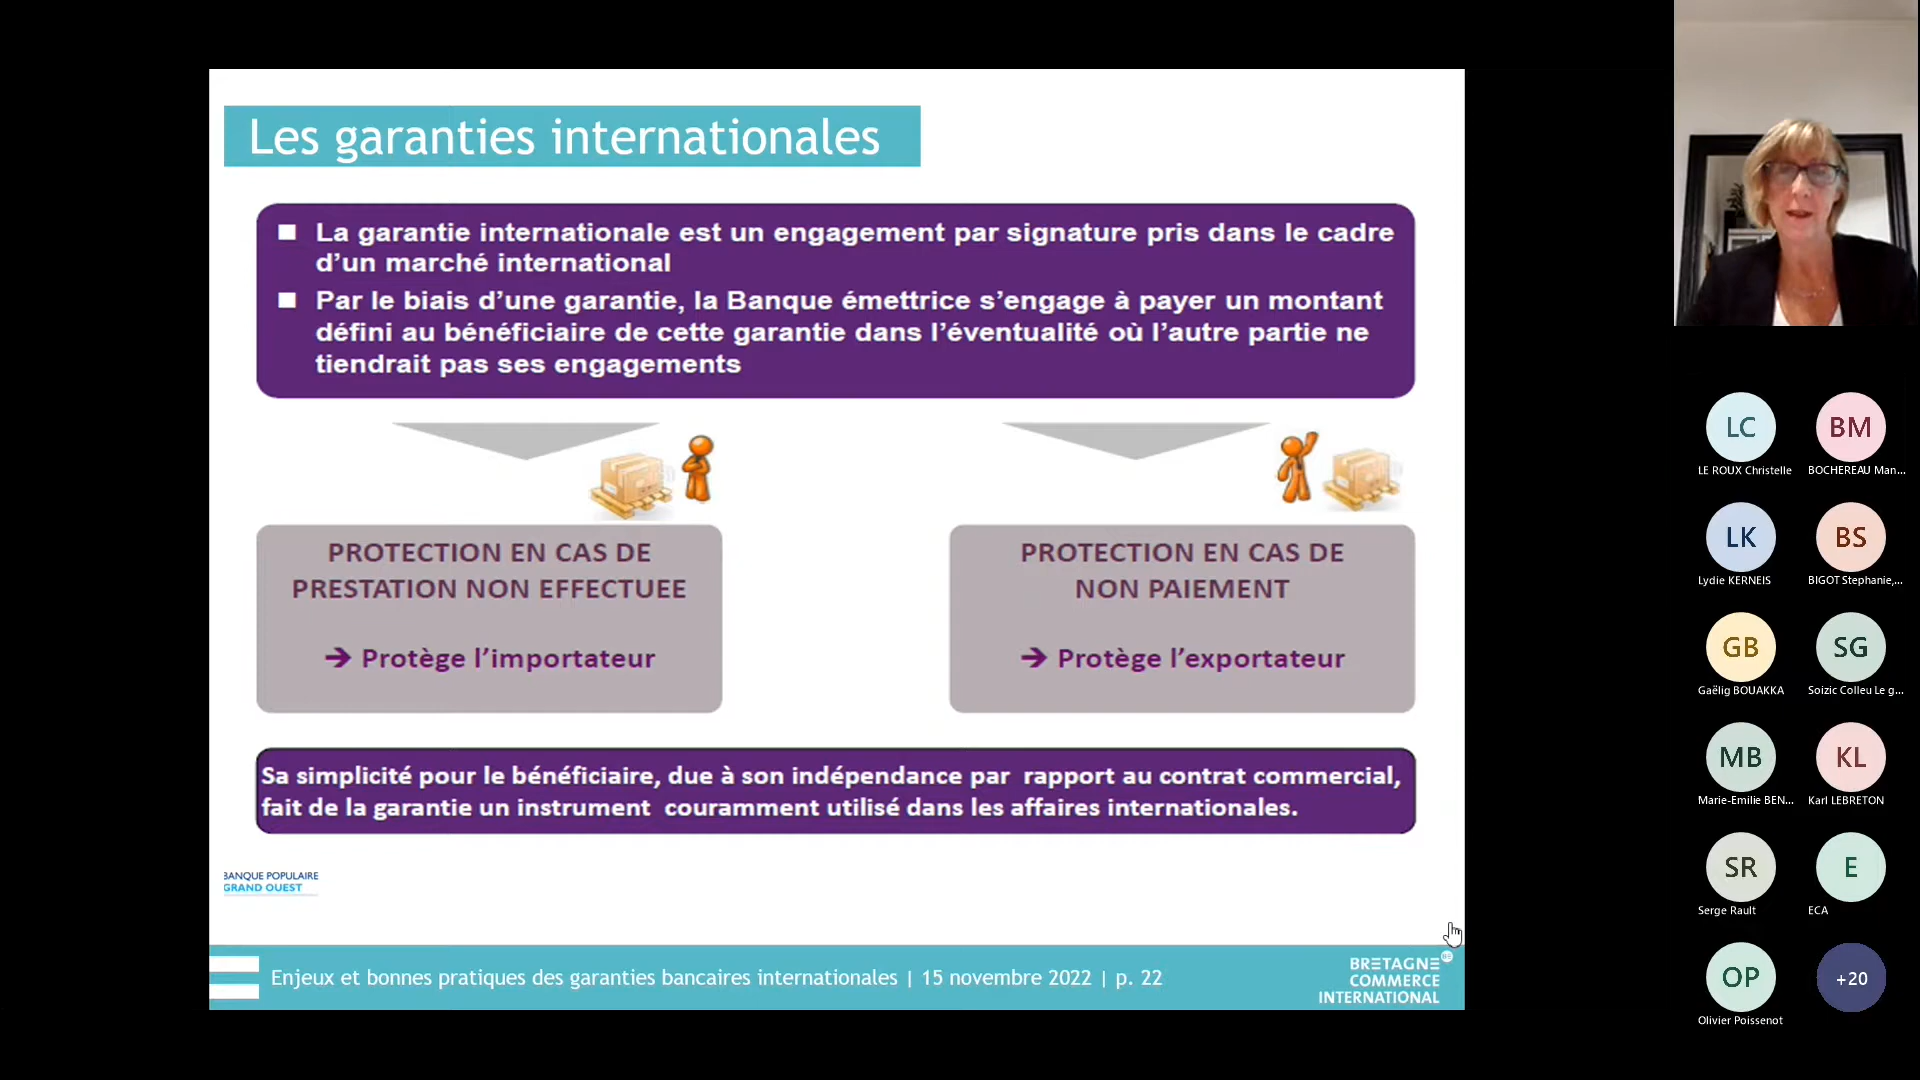 Les garanties internationales
La garantie internationale est un engagement par signature pris dans le cadre
d’un marché international
Par le biais d’une garantie, la Banque émettrice s’engage à payer un montant
défini au bénéficiaire de cette garantie dans l’éventualité où l’autre partie ne
tiendrait pas ses engagements
PROTECTION EN CAS DE
PRESTATION NON EFFECTUEE
→ Protège l’importateur
PROTECTION EN CAS DE
NON PAIEMENT
→ Protège l’exportateur
Sa simplicité pour le bénéficiaire, due à son indépendance par rapport au contrat commercial,
fait de la garantie un instrument couramment utilisé dans les affaires internationales.
BANQUE POPULAIRE
GRAND OUEST
Enjeux et bonnes pratiques des garanties bancaires internationales | 15 novembre 2022 | p. 22
BRETAGNE
COMMERCE
INTERNATIONAL
LC
LE ROUX Christelle
BM
BOCHEREAU Man...
LK
Lydie KERNEIS
BS
BIGOT Stephanie,...
GB
Gaëlig BOUAKKA
SG
Soizic Colleu Le g...
MB
Marie-Emilie BEN...
KL
Karl LEBRETON
SR
Serge Rault
E
ECA
OP
Olivier Poissenot
+20